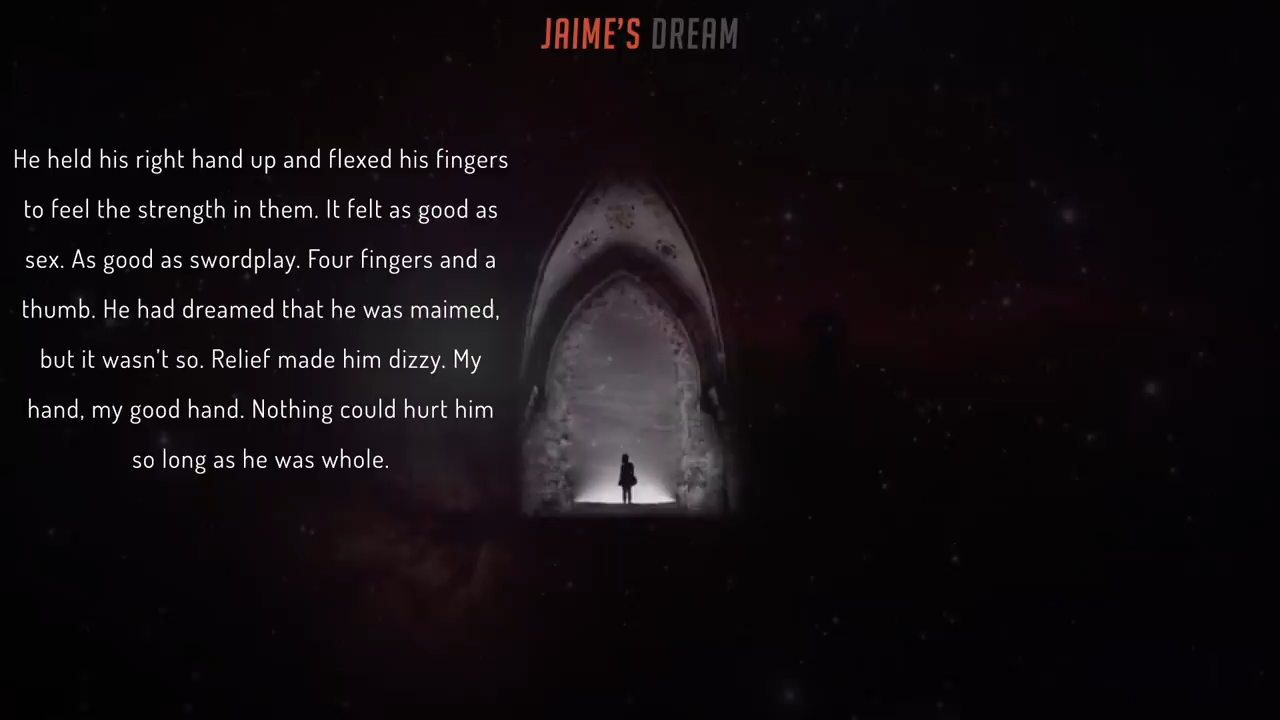 JAIME’S DREAM
He held his right hand up and flexed his fingers
to feel the strength in them. It felt as good as
sex. As good as swordplay. Four fingers and a
thumb. He had dreamed that he was maimed,
but it wasn’t so. Relief made him dizzy. My
hand, my good hand. Nothing could hurt him
so long as he was whole.